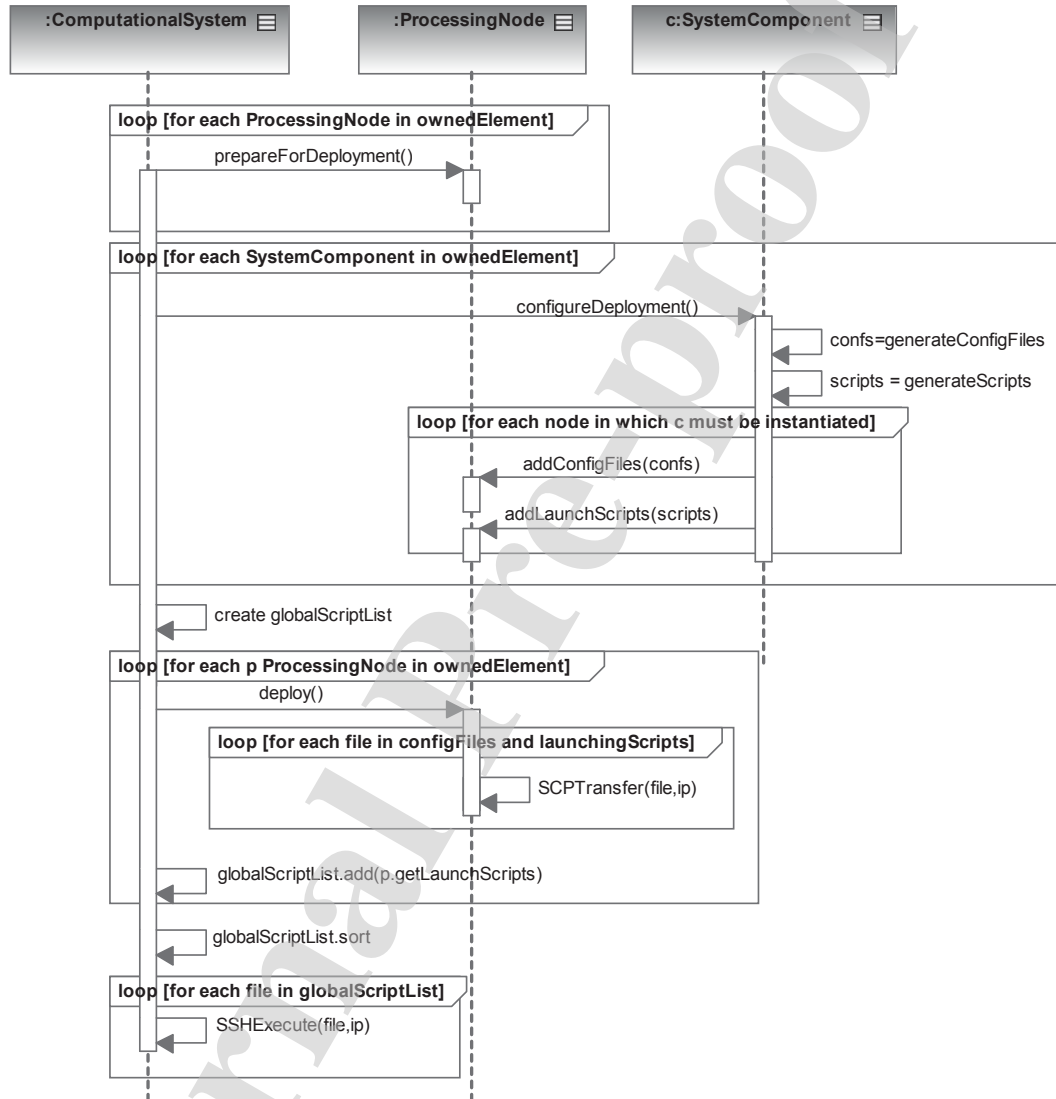 :ComputationalSystem
:ProcessingNode
c:SystemComponent
loop [for each ProcessingNode in ownedElement]
prepareForDeployment()
loop [for each SystemComponent in ownedElement]
configureDeployment()
confs=generateConfigFiles
scripts = generateScripts
loop [for each node in which c must be instantiated]
addConfigFiles(confs)
addLaunchScripts(scripts)
create globalScriptList
loop [for each p ProcessingNode in ownedElement]
deploy()
loop [for each file in configFiles and launchingScripts]
SCPTransfer(file,ip)
globalScriptList.add(p.getLaunchScripts)
globalScriptList.sort
loop [for each file in globalScriptList]
SSHExecute(file,ip)
rnal Pre-proo